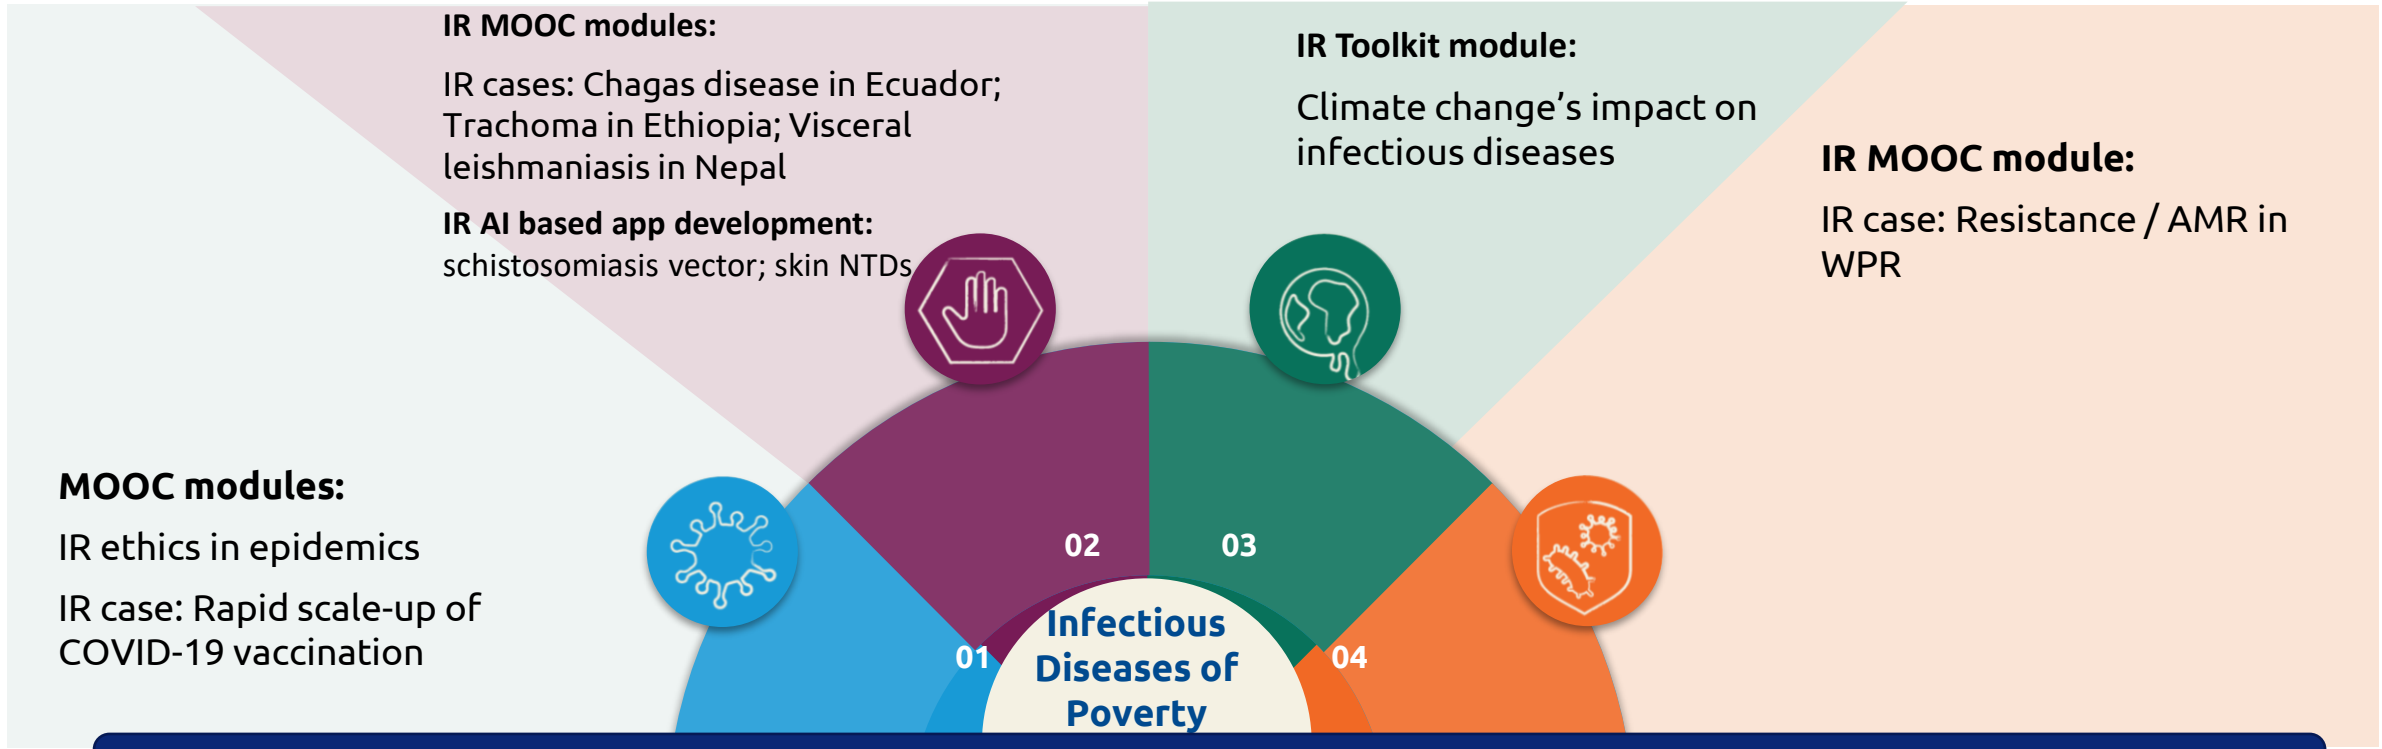 IR MOOC modules:
IR cases: Chagas disease in Ecuador;
Trachoma in Ethiopia; Visceral
leishmaniasis in Nepal
IR AI based app development:
schistosomiasis vector; skin NTDs
IR Toolkit module:
Climate change’s impact on
infectious diseases
IR MOOC module:
IR case: Resistance / AMR in
WPR
MOOC modules:
IR ethics in epidemics
IR case: Rapid scale-up of
COVID-19 vaccination
01
02
03
04
Infectious
Diseases of
Poverty